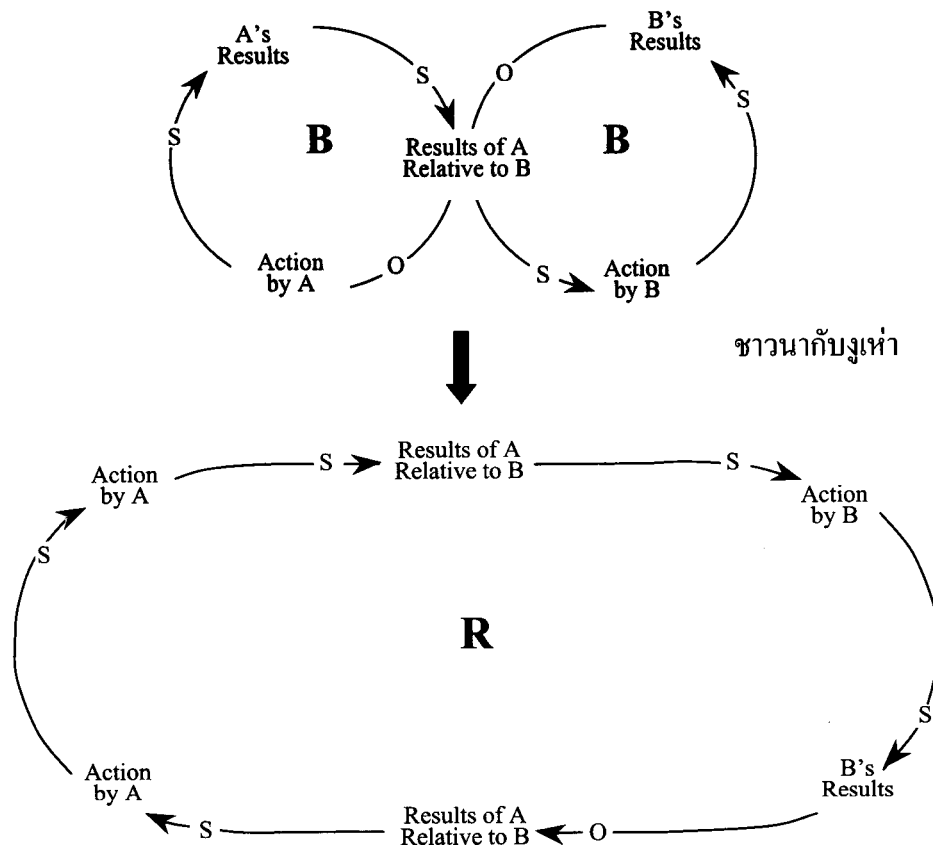 A's
Results
S
S
B
Results of A
Relative to B
O
Action
by A
B's
Results
O
S
B
S
Action
by B
ชาวนากับงูเห่า
Action
by A
S
Results of A
Relative to B
S
Action
by B
S
R
S
Action
by A
S
Results of A
Relative to B
O
B's
Results